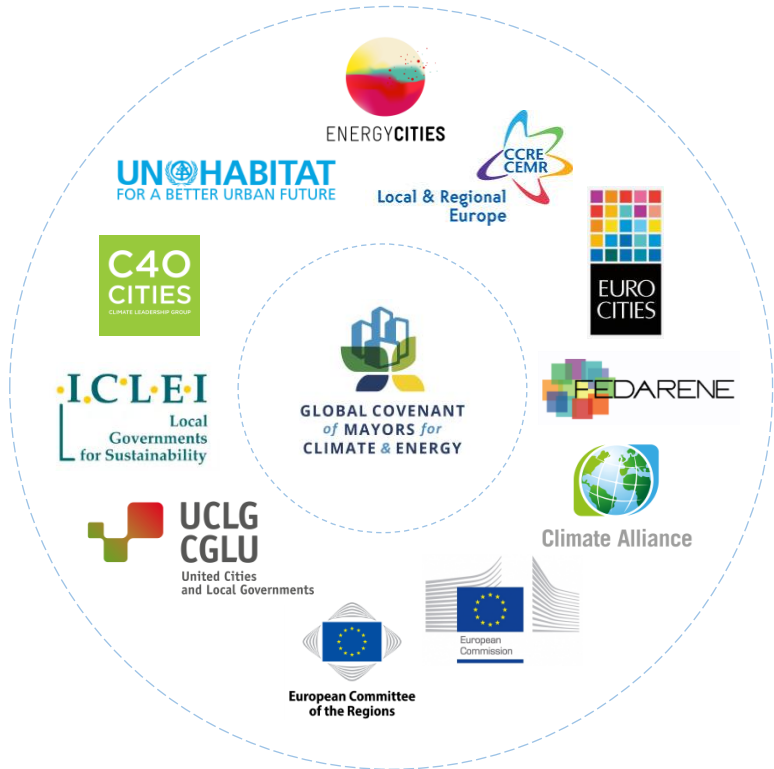 ENERGYCITIES
CCRE
CEMR
Local & Regional
Europe
UN HABITAT
FOR A BETTER URBAN FUTURE
EURO
CITIES
C40
CITIES
CLIMATE LEADERSHIP GROUP
GLOBAL COVENANT
of MAYORS for
CLIMATE & ENERGY
FEDARENE
I.C.L.E.I
Local
Governments
for Sustainability
Climate Alliance
UCLG
CGLU
United Cities
and Local Governments
European
Commission
European Committee
of the Regions